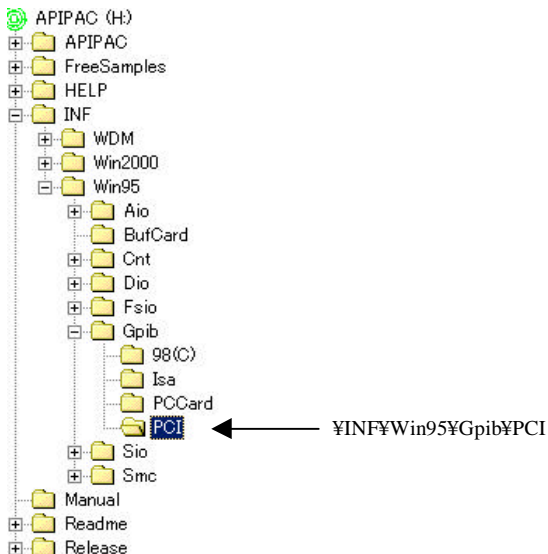 APIPAC (H:)
APIPAC
FreeSamples
HELP
INF
WDM
Win2000
Win95
Aio
BufCard
Cnt
Dio
Fsio
Gpib
98(C)
Isa
PCCard
PCI
¥INF¥Win95¥Gpib¥PCI
Sio
Smc
Manual
Readme
Release